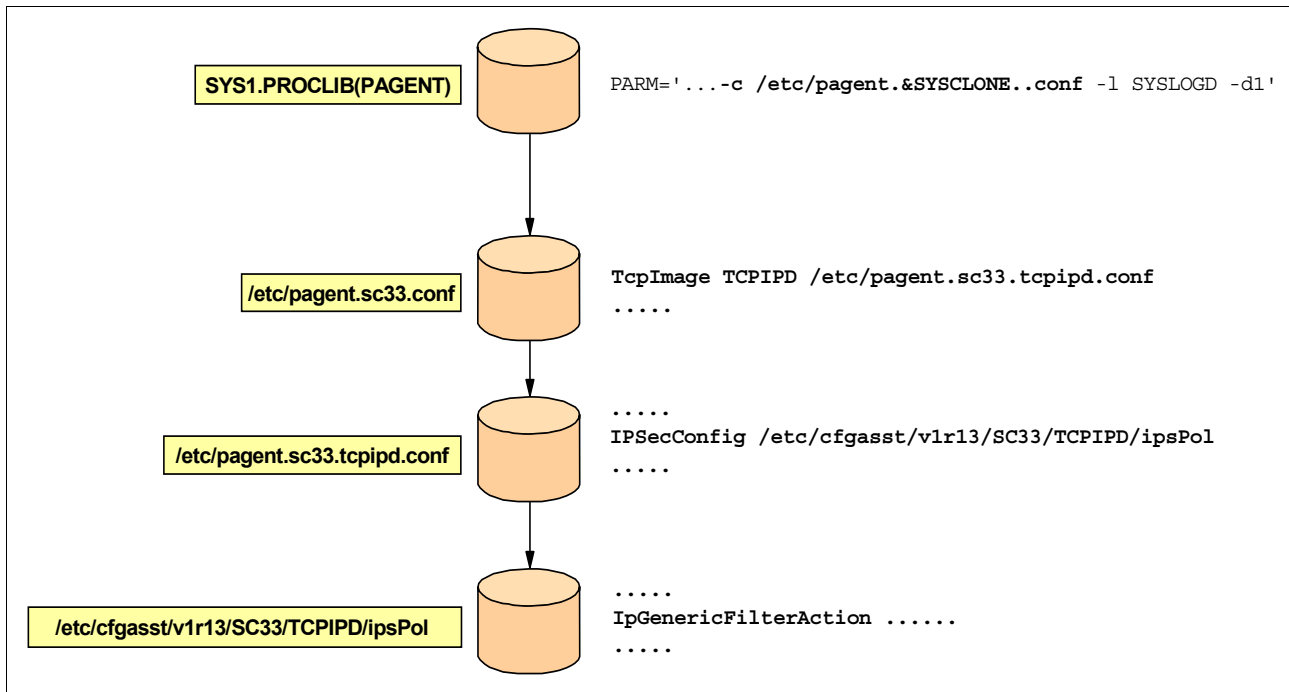 SYS1.PROCLIB(PAGENT)
PARM='...-c /etc/pagent.&SYSCLONE..conf -l SYSLOGD -d1'
/etc/pagent.sc33.conf
TcpImage TCPIPD /etc/pagent.sc33.tcpipd.conf
.....
/etc/pagent.sc33.tcpipd.conf
.....
IPSecConfig /etc/cfgasst/v1r13/SC33/TCPIPD/ipsPol
.....
/etc/cfgasst/v1r13/SC33/TCPIPD/ipsPol
.....
IpGenericFilterAction ......
.....